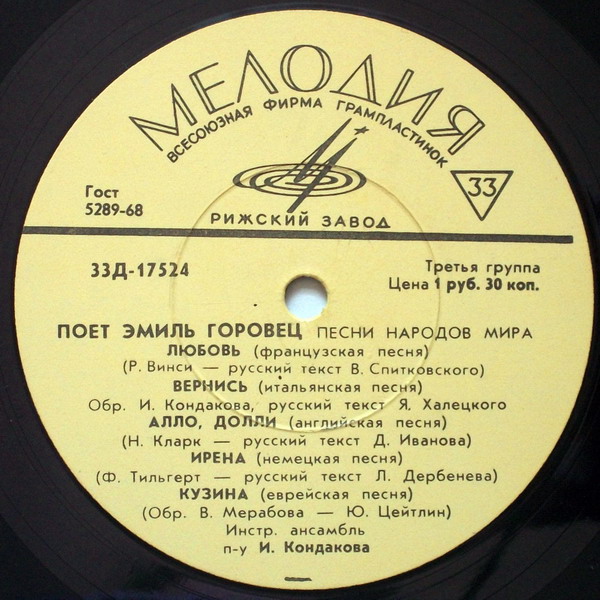 МЕЛОДИЯ
ВСЕСОЮЗНАЯ ФИРМА ГРАМПЛАСТИНОК
33
РИЖСКИЙ ЗАВОД
Гост
5289-68
33Д-17524
Третья группа
Цена 1 руб. 30 коп.
ПОЕТ ЭМИЛЬ ГОРОВЕЦ ПЕСНИ НАРОДОВ МИРА
ЛЮБОВЬ (французская песня)
(Р. Винси — русский текст В. Спитковского)
ВЕРНИСЬ (итальянская песня)
Обр. И. Кондакова, русский текст Я. Халецкого
АЛЛО, ДОЛЛИ (английская песня)
(Н. Кларк — русский текст Д. Иванова)
ИРЕНА (немецкая песня)
(Ф. Тильгерт — русский текст Л. Дербенева)
КУЗИНА (еврейская песня)
(Обр. В. Мерабова — Ю. Цейтлин)
Инстр. ансамбль
п-у И. Кондакова